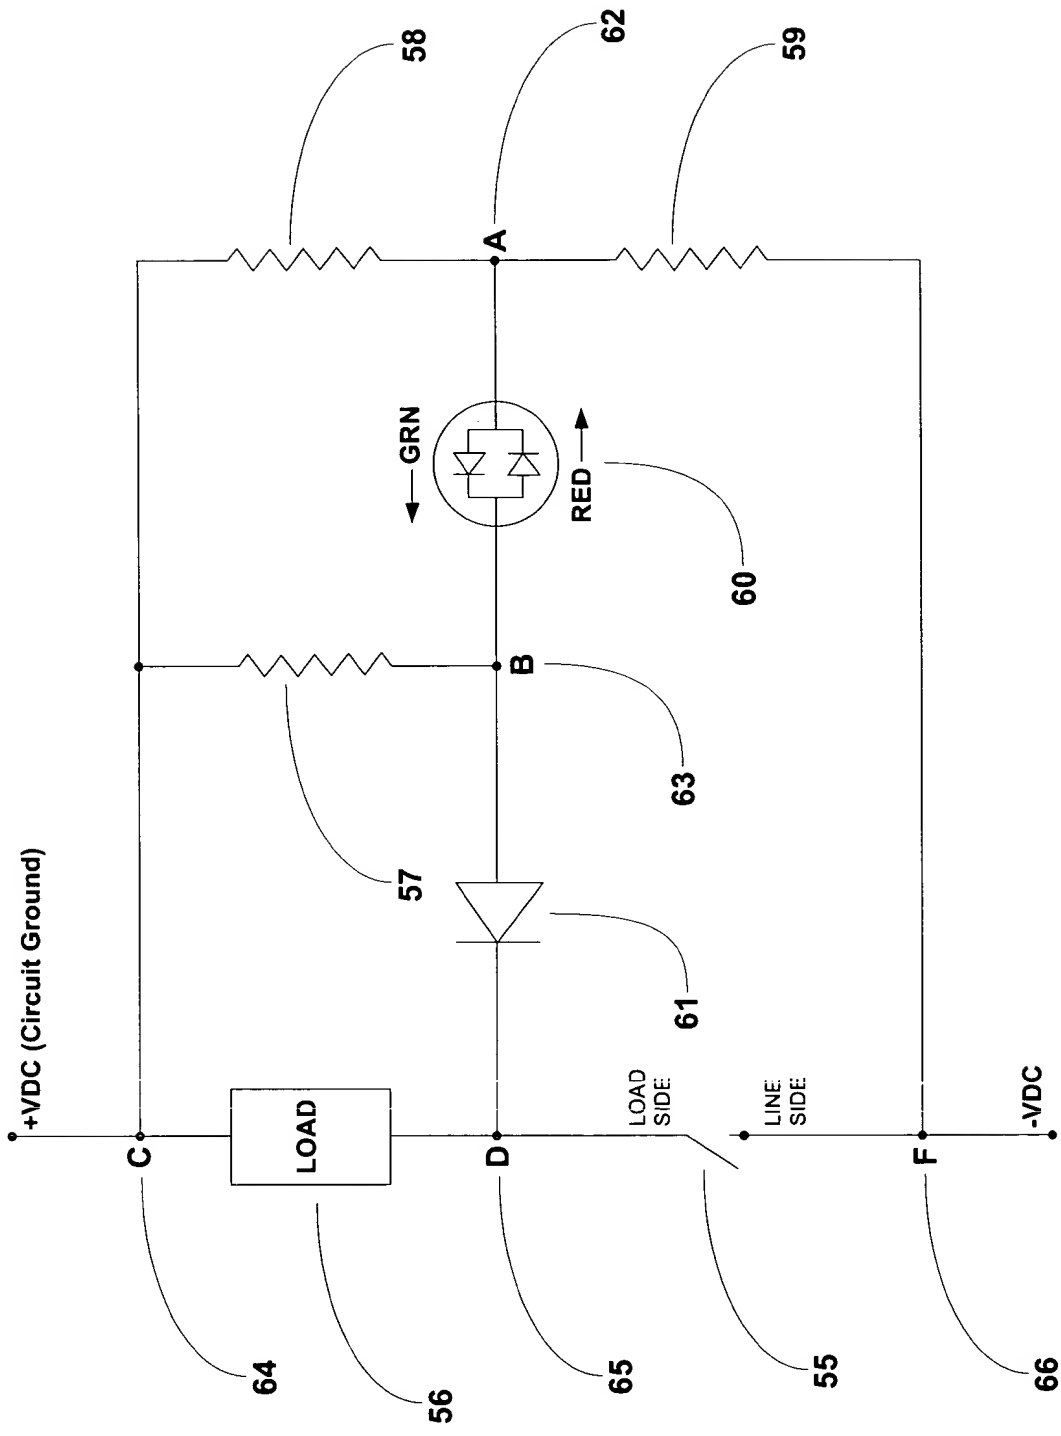 58
62
59
A
GRN
RED
60
B
63
57
61
+VDC (Circuit Ground)
LOAD
SIDE
LINE
SIDE
-VDC
C
LOAD
D
F
64
56
65
55
66